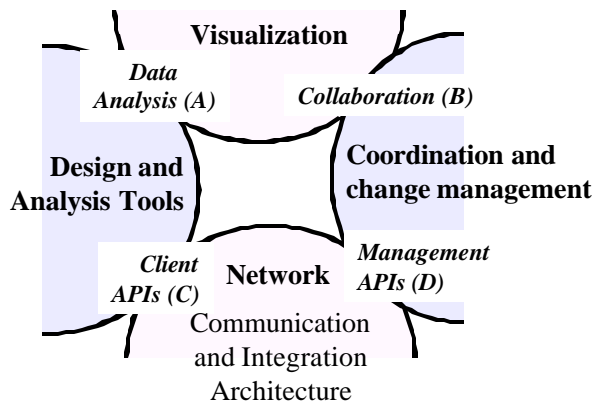 Visualization
Data
Analysis (A)
Collaboration (B)
Design and
Analysis Tools
Coordination and
change management
Client
APIs (C)
Network
Management
APIs (D)
Communication
and Integration
Architecture